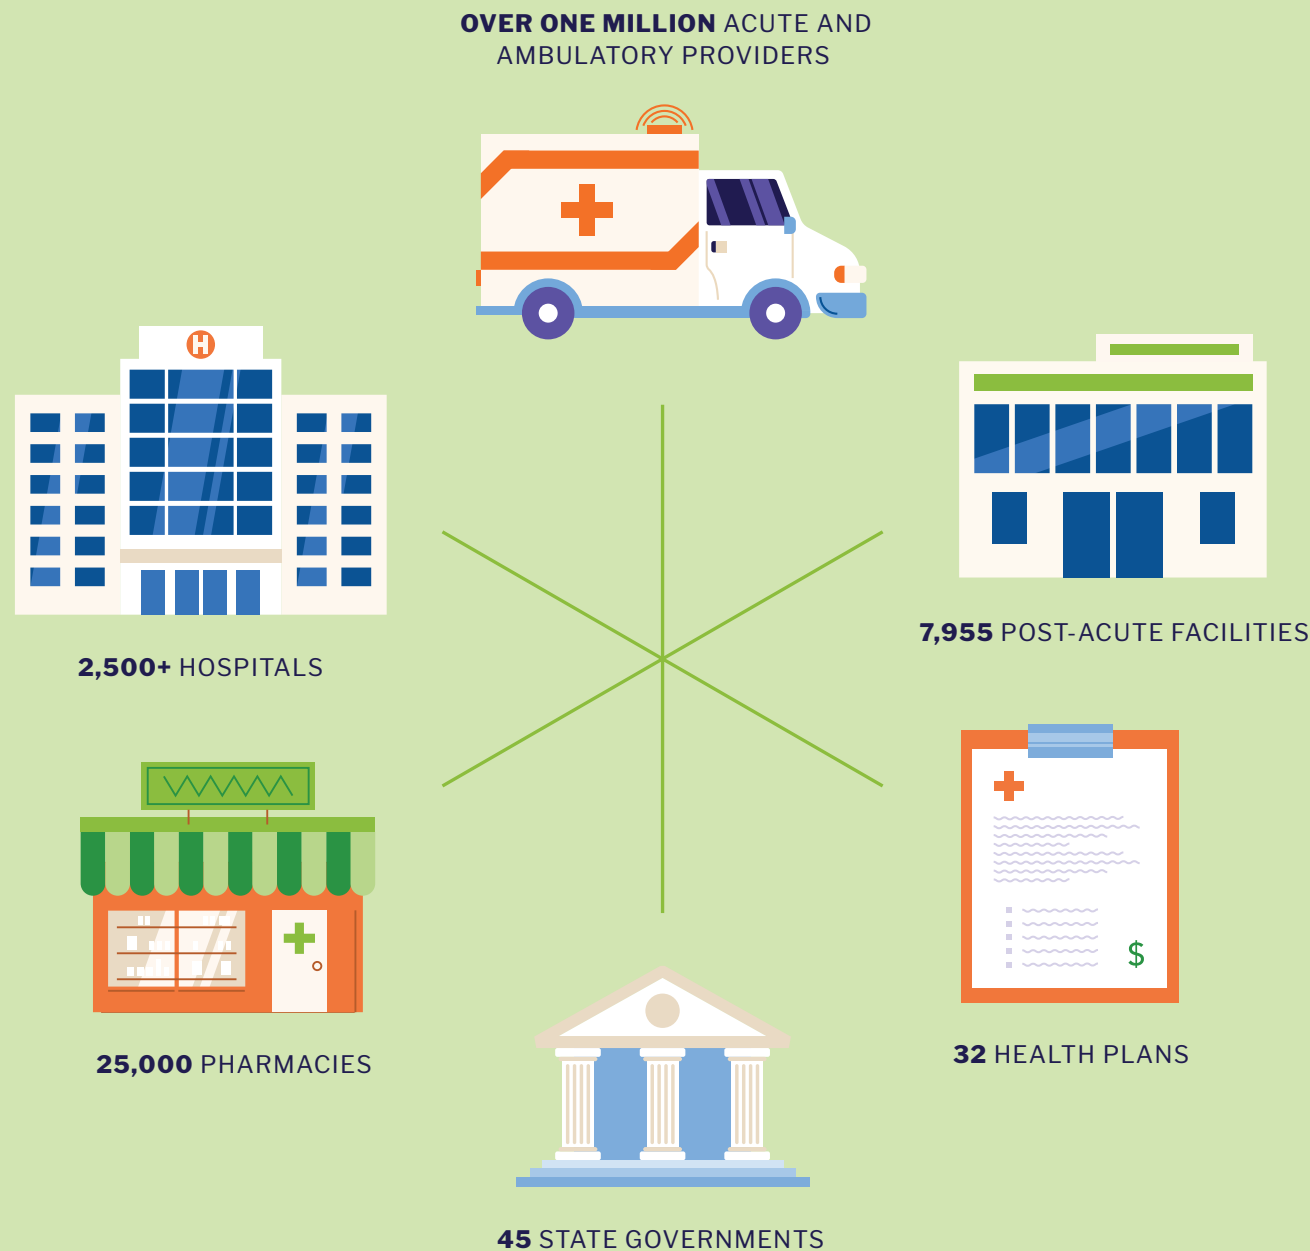 OVER ONE MILLION ACUTE AND
AMBULATORY PROVIDERS
H
7,955 POST-ACUTE FACILITIES
2,500+ HOSPITALS
$
32 HEALTH PLANS
25,000 PHARMACIES
45 STATE GOVERNMENTS